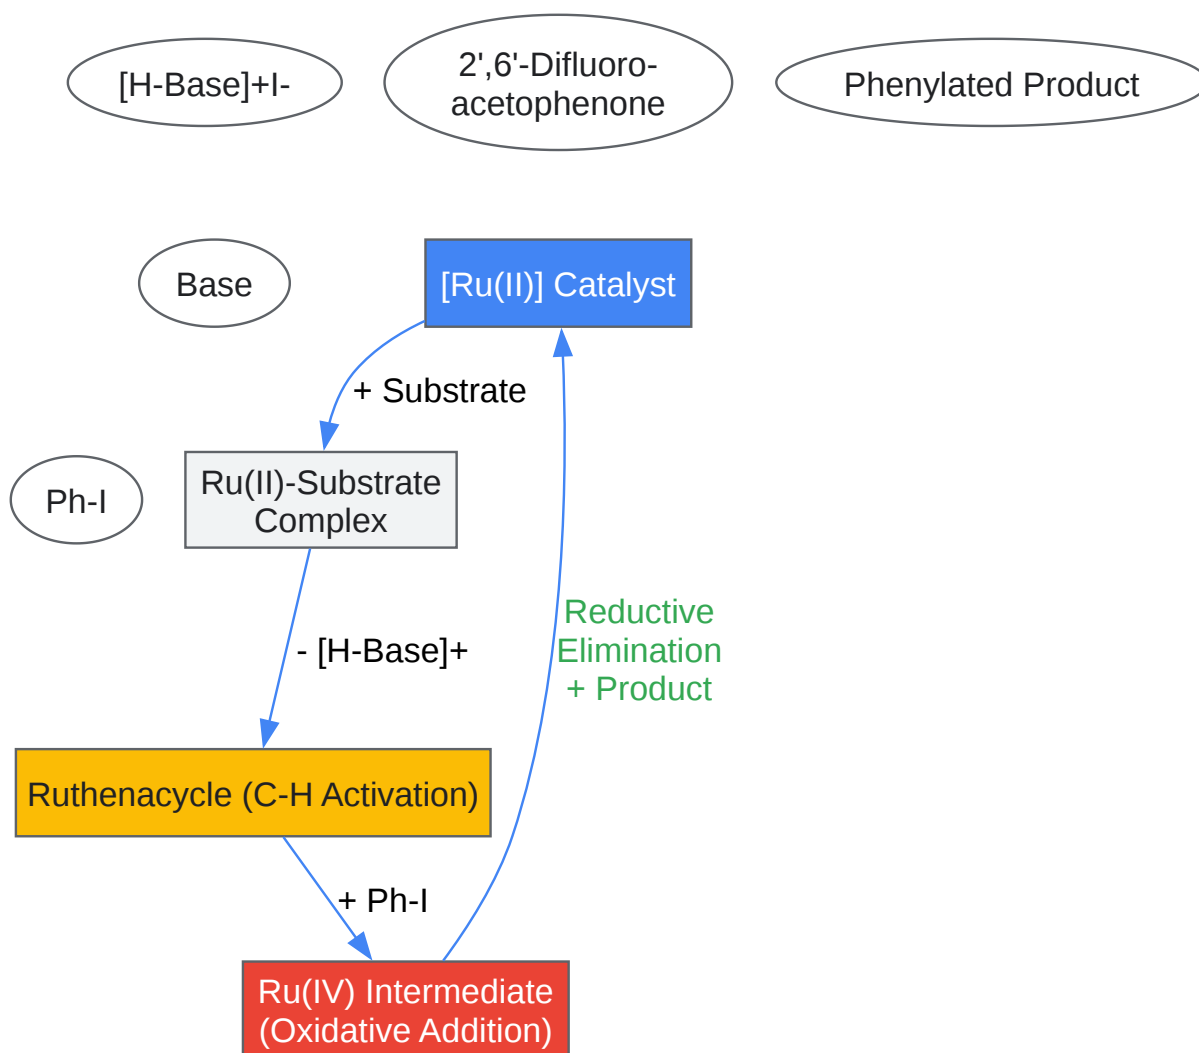 [H-Base]+I-
2',6'-Difluoro-
acetophenone
Phenylated Product
Base
[Ru(II)] Catalyst
+ Substrate
Ph-I
Ru(II)-Substrate
Complex
Reductive
Elimination
+ Product
- [H-Base]+
Ruthenacycle (C-H Activation)
+ Ph-I
Ru(IV) Intermediate
(Oxidative Addition)